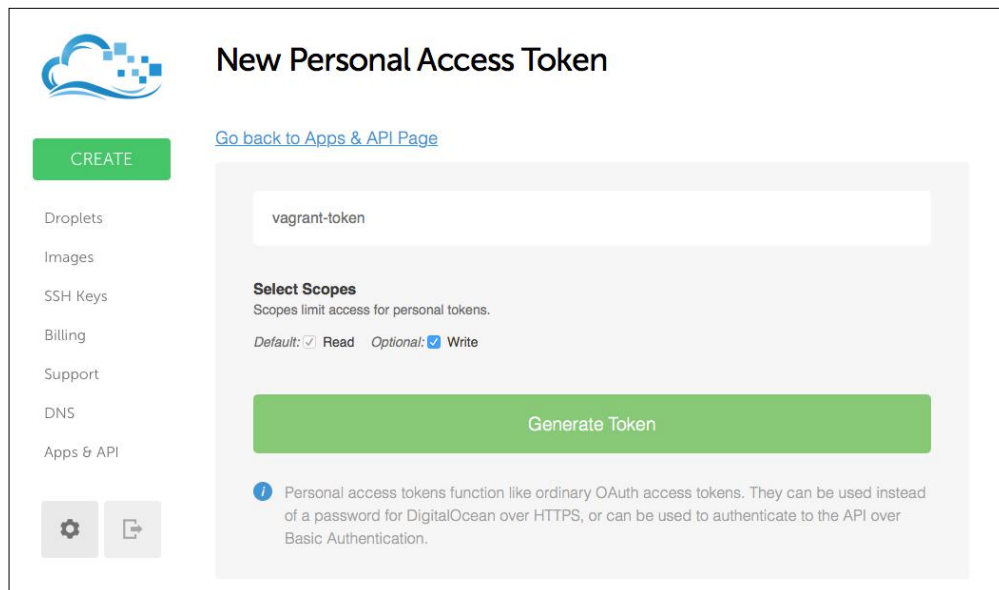 New Personal Access Token
Go back to Apps & API Page
CREATE
Droplets
Images
SSH Keys
Billing
Support
DNS
Apps & API
vagrant-token
Select Scopes
Scopes limit access for personal tokens.
Default: Read Optional: Write
Generate Token
Personal access tokens function like ordinary OAuth access tokens. They can be used instead
of a password for DigitalOcean over HTTPS, or can be used to authenticate to the API over
Basic Authentication.